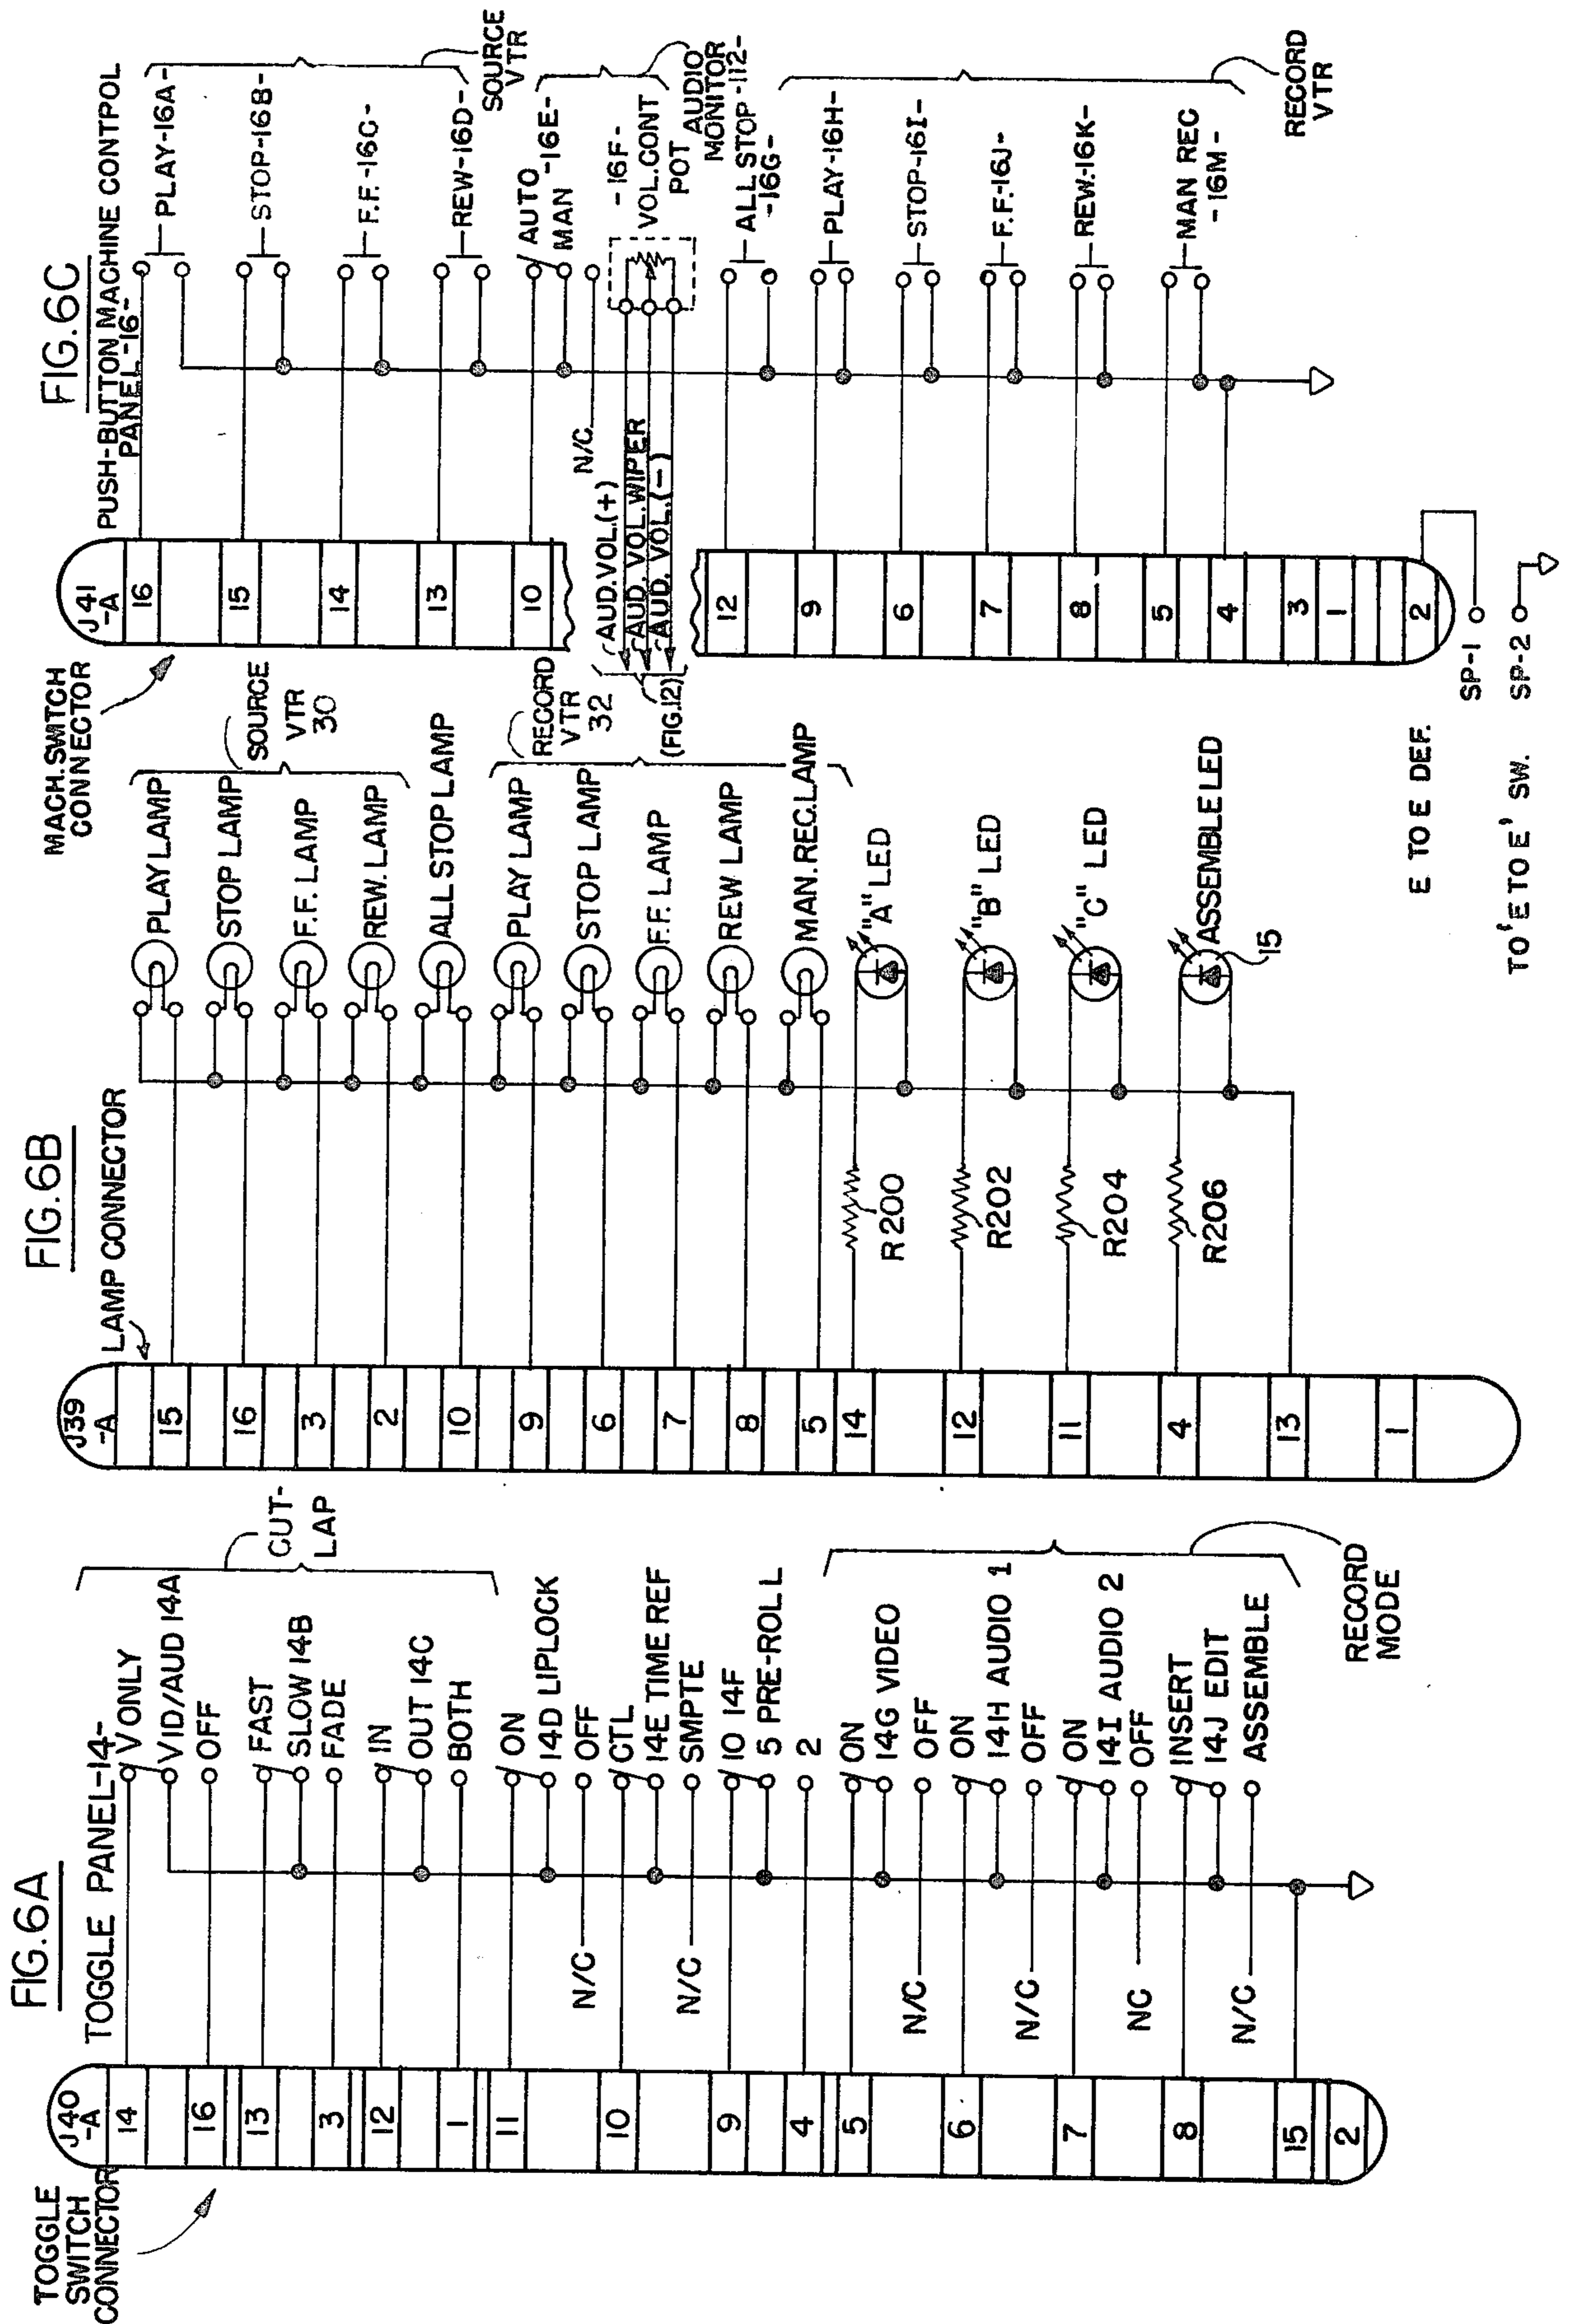 FIG. 6A
TOGGLE SWITCH CONNECTOR
TOGGLE PANEL-14-
J40
-A
14
16
13
3
12
1
11
10
9
4
5
6
7
8
15
2
V ONLY
VID/AUD 14A
OFF
FAST
SLOW 14B
FADE
IN
OUT 14C
BOTH
CUT-
LAP
ON
14D LIPLOCK
OFF
N/C
CTL
14E TIME REF
SMPTE
N/C
10 14F
5 PRE-ROLL
2
ON
14G VIDEO
OFF
N/C
ON
14H AUDIO 1
OFF
N/C
ON
14I AUDIO 2
OFF
NC
INSERT
14J EDIT
ASSEMBLE
N/C
RECORD
MODE
FIG. 6B
LAMP CONNECTOR
J39
-A
15
16
3
2
10
9
6
7
8
5
14
12
11
4
13
1
PLAY LAMP
STOP LAMP
F.F. LAMP
REW. LAMP
SOURCE
VTR
30
ALL STOP LAMP
PLAY LAMP
STOP LAMP
F.F. LAMP
REW LAMP
MAN. REC. LAMP
RECORD
VTR
32
"A" LED
R200
"B" LED
R202
"C" LED
R204
ASSEMBLE LED
15
R206
FIG. 6C
MACH. SWITCH
CONNECTOR
PUSH-BUTTON MACHINE CONTPOL
PANEL-16-
J41
-A
16
15
14
13
10
12
9
6
7
8
5
4
3
1
2
PLAY-16A-
STOP-16B-
F.F.-16C-
REW-16D-
SOURCE
VTR
AUTO
MAN -16E-
N/C
-16F-
VOL. CONT
POT
AUDIO
MONITOR
-112-
AUD. VOL. (+)
AUD. VOL. WIPER
AUD. VOL. (-)
(FIG. 12)
ALL STOP
-16G-
PLAY-16H-
STOP-16I-
F.F.-16J-
REW.-16K-
MAN REC
-16M-
RECORD
VTR
E TO E DEF.
SP-1
TO 'E TO E' SW.
SP-2